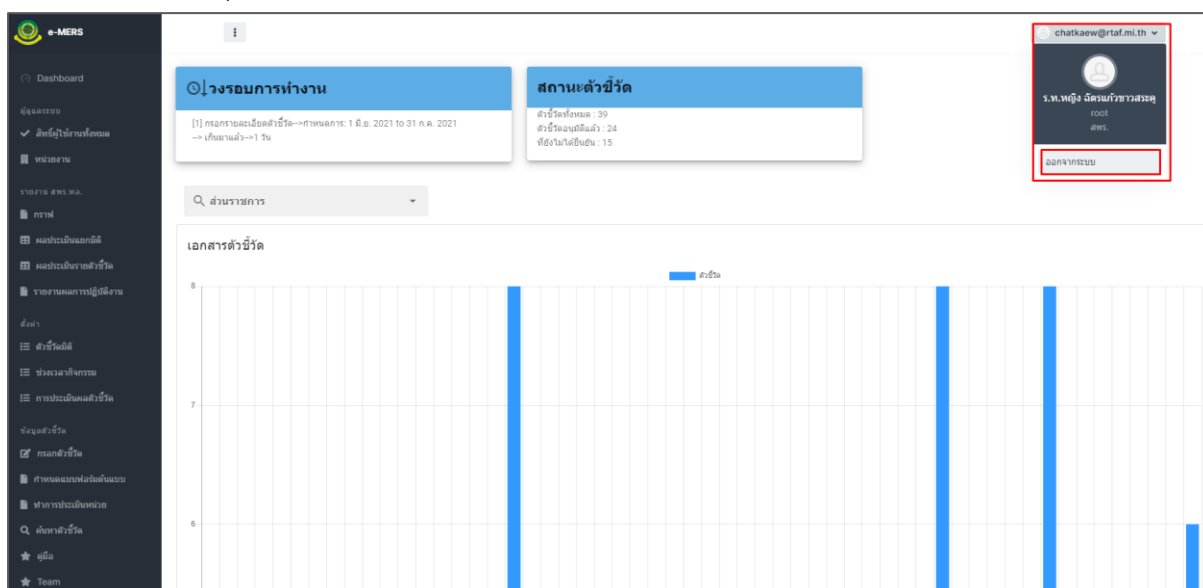 e-MERS
chatkaew@rtaf.mi.th
ร.ท.หญิง ฉัตรแก้วชาวสระคู
root
สพร.
ออกจากระบบ
Dashboard
ผู้ดูแลระบบ
สิทธิ์ผู้ใช้งานทั้งหมด
หน่วยงาน
รายงาน สพร.ทอ.
กราฟ
ผลประเมินแยกมิติ
ผลประเมินรายตัวชี้วัด
รายงานผลการปฏิบัติงาน
ตั้งค่า
ตัวชี้วัดมิติ
ช่วงเวลากิจกรรม
การประเมินผลตัวชี้วัด
ข้อมูลตัวชี้วัด
กรอกตัวชี้วัด
กำหนดแบบฟอร์มต้นแบบ
ทำการประเมินหน่วย
ค้นหาตัวชี้วัด
คู่มือ
Team
วงรอบการทำงาน
[1] กรอกรายละเอียดตัวชี้วัด-->กำหนดการ: 1 มิ.ย. 2021 to 31 ก.ค. 2021
--> เกินมาแล้ว-->1 วัน
สถานะตัวชี้วัด
ตัวชี้วัดทั้งหมด : 39
ตัวชี้วัดอนุมัติแล้ว : 24
ที่ยังไม่ได้ยืนยัน : 15
ส่วนราชการ
เอกสารตัวชี้วัด
ตัวชี้วัด
8
7
6